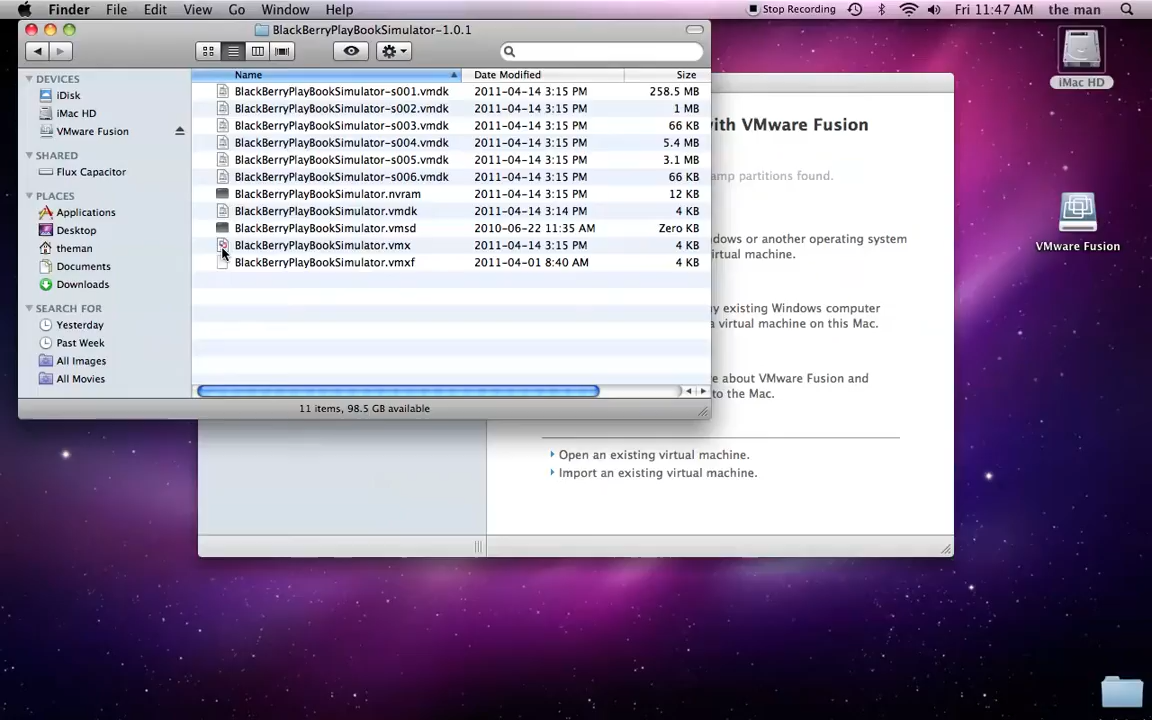 Finder File Edit View Go Window Help Stop Recording Fri 11:47 AM the man
BlackBerryPlayBookSimulator-1.0.1
DEVICES
iDisk
iMac HD
VMware Fusion
SHARED
Flux Capacitor
PLACES
Applications
Desktop
theman
Documents
Downloads
SEARCH FOR
Yesterday
Past Week
All Images
All Movies
Name Date Modified Size
BlackBerryPlayBookSimulator-s001.vmdk 2011-04-14 3:15 PM 258.5 MB
BlackBerryPlayBookSimulator-s002.vmdk 2011-04-14 3:15 PM 1 MB
BlackBerryPlayBookSimulator-s003.vmdk 2011-04-14 3:15 PM 66 KB
BlackBerryPlayBookSimulator-s004.vmdk 2011-04-14 3:15 PM 5.4 MB
BlackBerryPlayBookSimulator-s005.vmdk 2011-04-14 3:15 PM 3.1 MB
BlackBerryPlayBookSimulator-s006.vmdk 2011-04-14 3:15 PM 66 KB
BlackBerryPlayBookSimulator.nvram 2011-04-14 3:15 PM 12 KB
BlackBerryPlayBookSimulator.vmdk 2011-04-14 3:14 PM 4 KB
BlackBerryPlayBookSimulator.vmsd 2010-06-22 11:35 AM Zero KB
BlackBerryPlayBookSimulator.vmx 2011-04-14 3:15 PM 4 KB
BlackBerryPlayBookSimulator.vmxf 2011-04-01 8:40 AM 4 KB
11 items, 98.5 GB available
ith VMware Fusion
amp partitions found.
dows or another operating system
irtual machine.
y existing Windows computer
a virtual machine on this Mac.
e about VMware Fusion and
to the Mac.
Open an existing virtual machine.
Import an existing virtual machine.
iMac HD
VMware Fusion